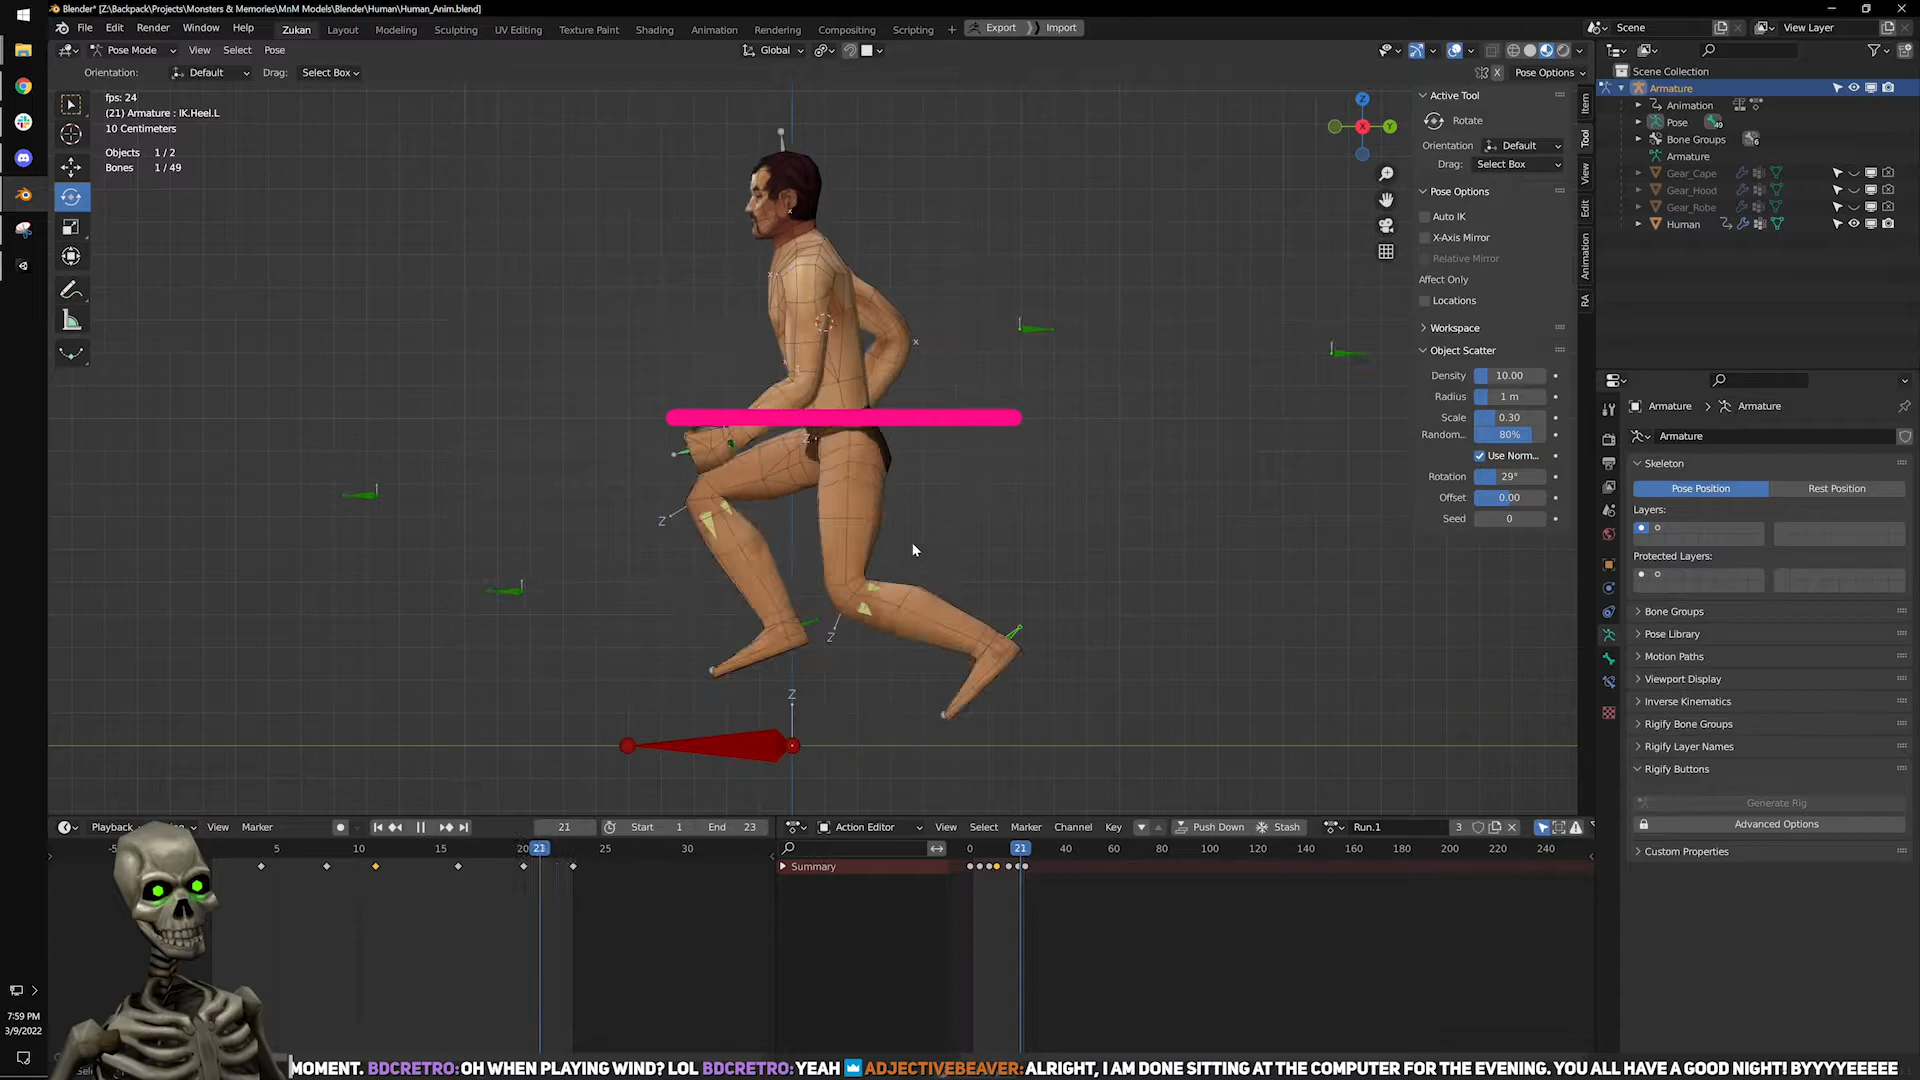 Blender* [Z:\Backpack\Projects\Monsters & Memories\MnM Models\Blender\Human\Human_Anim.blend]
File Edit Render Window Help Zukan Layout Modeling Sculpting UV Editing Texture Paint Shading Animation Rendering Compositing Scripting + Export Import Scene View Layer
Pose Mode View Select Pose Global
Orientation: Default Drag: Select Box X Pose Options
fps: 24
(21) Armature : IK.Heel.L
10 Centimeters
Objects 1 / 2
Bones 1 / 49
Z
X
Y
Z
Z
Z
Z
Active Tool
Rotate
Orientation Default
Drag: Select Box
Pose Options
Auto IK
X-Axis Mirror
Relative Mirror
Affect Only
Locations
Workspace
Object Scatter
Density 10.00
Radius 1 m
Scale 0.30
Random... 80%
Use Norm...
Rotation 29°
Offset 0.00
Seed 0
Item
Tool
View
Edit
Animation
RA
Scene Collection
Armature
Animation
Pose 49
Bone Groups 6
Armature
Gear_Cape
Gear_Hood
Gear_Robe
Human
Armature > Armature
Armature
Skeleton
Pose Position Rest Position
Layers:
Protected Layers:
Bone Groups
Pose Library
Motion Paths
Viewport Display
Inverse Kinematics
Rigify Bone Groups
Rigify Layer Names
Rigify Buttons
Generate Rig
Advanced Options
Custom Properties
Playback View Marker 21 Start 1 End 23
-5 5 10 15 20 21 25 30
Action Editor View Select Marker Channel Key Push Down Stash Run.1 3
0 21 40 60 80 100 120 140 160 180 200 220 240
Summary
7:59 PM
3/9/2022
MOMENT. BDCRETRO: OH WHEN PLAYING WIND? LOL BDCRETRO: YEAH ADJECTIVEBEAVER: ALRIGHT, I AM DONE SITTING AT THE COMPUTER FOR THE EVENING. YOU ALL HAVE A GOOD NIGHT! BYYYYEEEEE